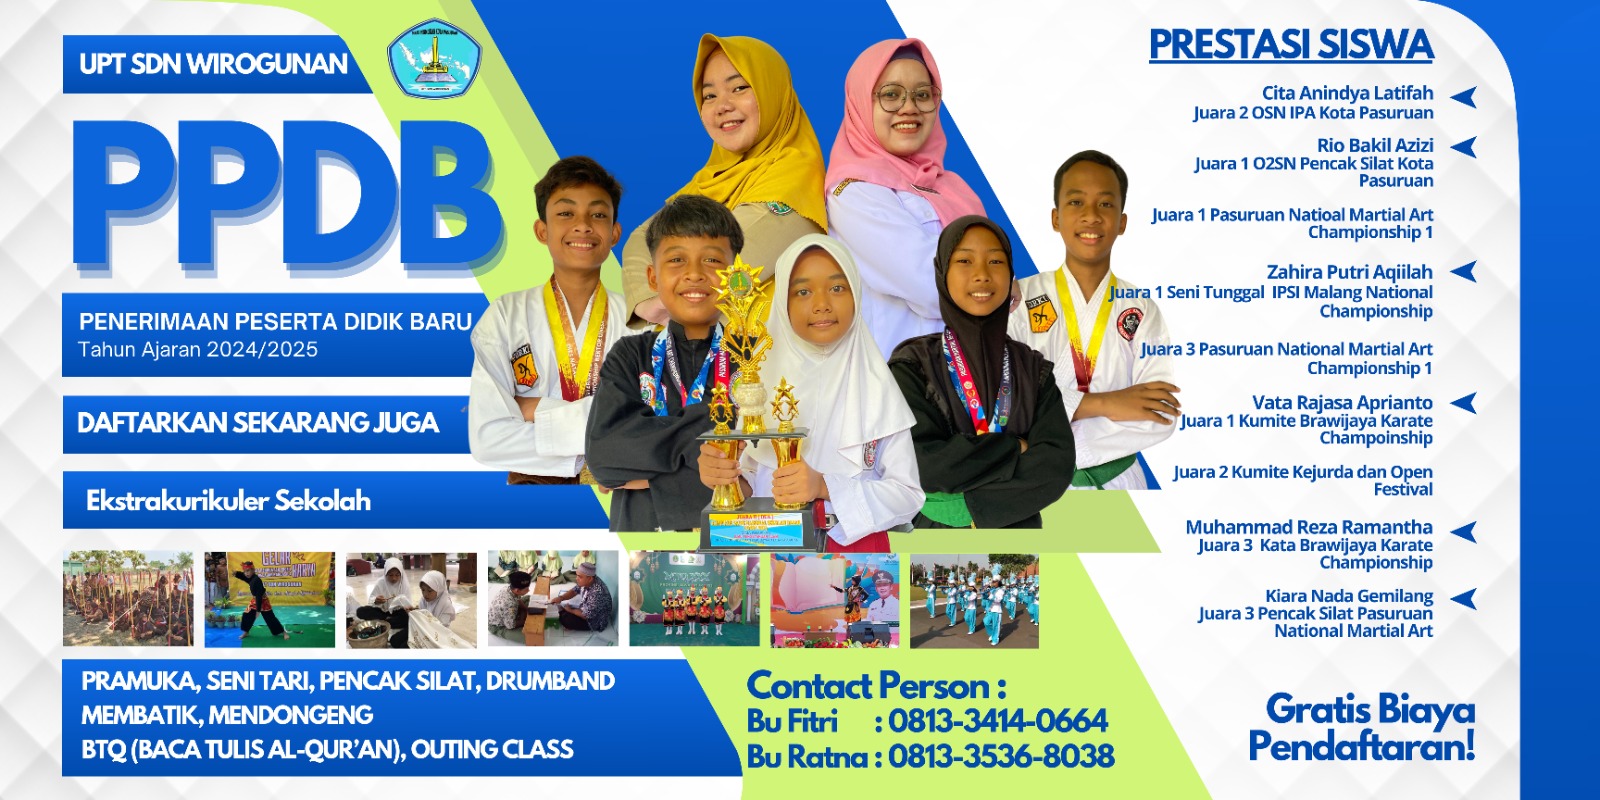 UPT SDN WIROGUNAN
PPDB
PENERIMAAN PESERTA DIDIK BARU
Tahun Ajaran 2024/2025
DAFTARKAN SEKARANG JUGA
Ekstrakurikuler Sekolah
PRAMUKA, SENI TARI, PENCAK SILAT, DRUMBAND
MEMBATIK, MENDONGENG
BTQ (BACA TULIS AL-QUR'AN), OUTING CLASS
Contact Person :
Bu Fitri : 0813-3414-0664
Bu Ratna : 0813-3536-8038
PRESTASI SISWA
Cita Anindya Latifah
Juara 2 OSN IPA Kota Pasuruan
Rio Bakil Azizi
Juara 1 O2SN Pencak Silat Kota
Pasuruan
Juara 1 Pasuruan Natioal Martial Art
Championship 1
Zahira Putri Aqiilah
Juara 1 Seni Tunggal IPSI Malang National
Championship
Juara 3 Pasuruan National Martial Art
Championship 1
Vata Rajasa Aprianto
Juara 1 Kumite Brawijaya Karate
Champoinship
Juara 2 Kumite Kejurda dan Open
Festival
Muhammad Reza Ramantha
Juara 3 Kata Brawijaya Karate
Championship
Kiara Nada Gemilang
Juara 3 Pencak Silat Pasuruan
National Martial Art
Gratis Biaya
Pendaftaran!